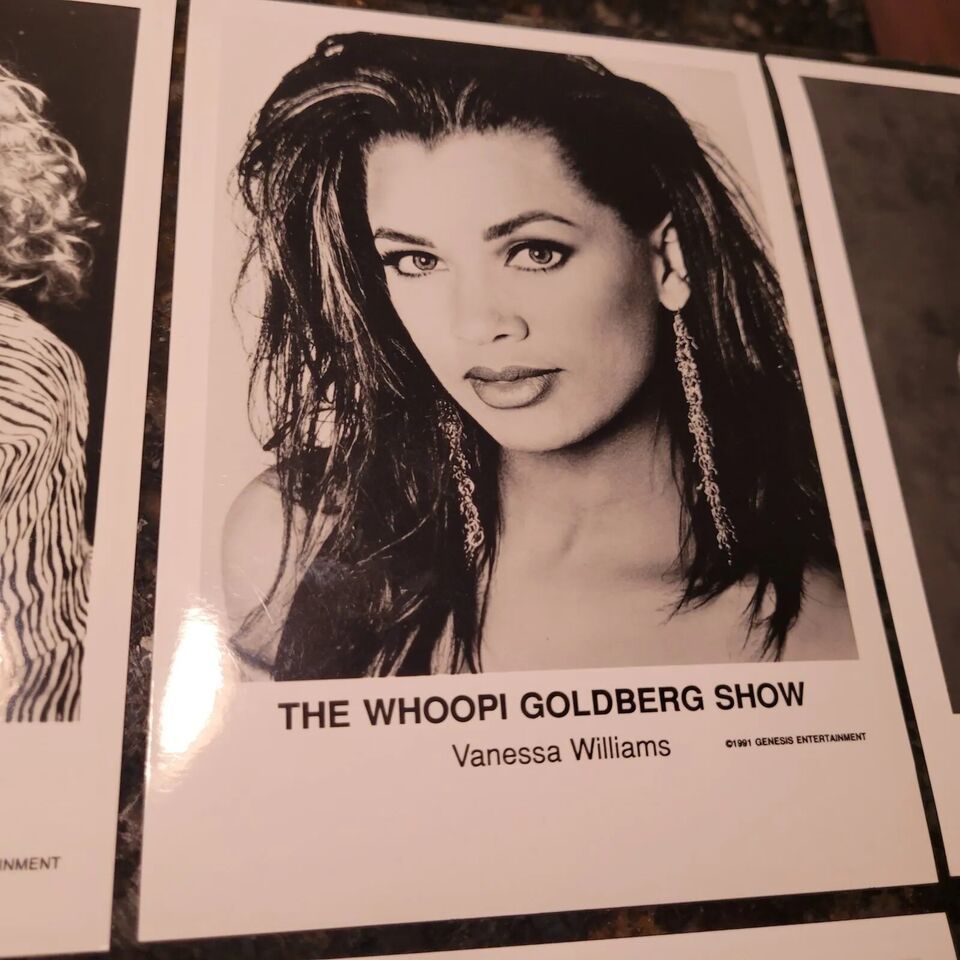 THE WHOOPI GOLDBERG SHOW
Vanessa Williams
©1991 GENESIS ENTERTAINMENT
INMENT